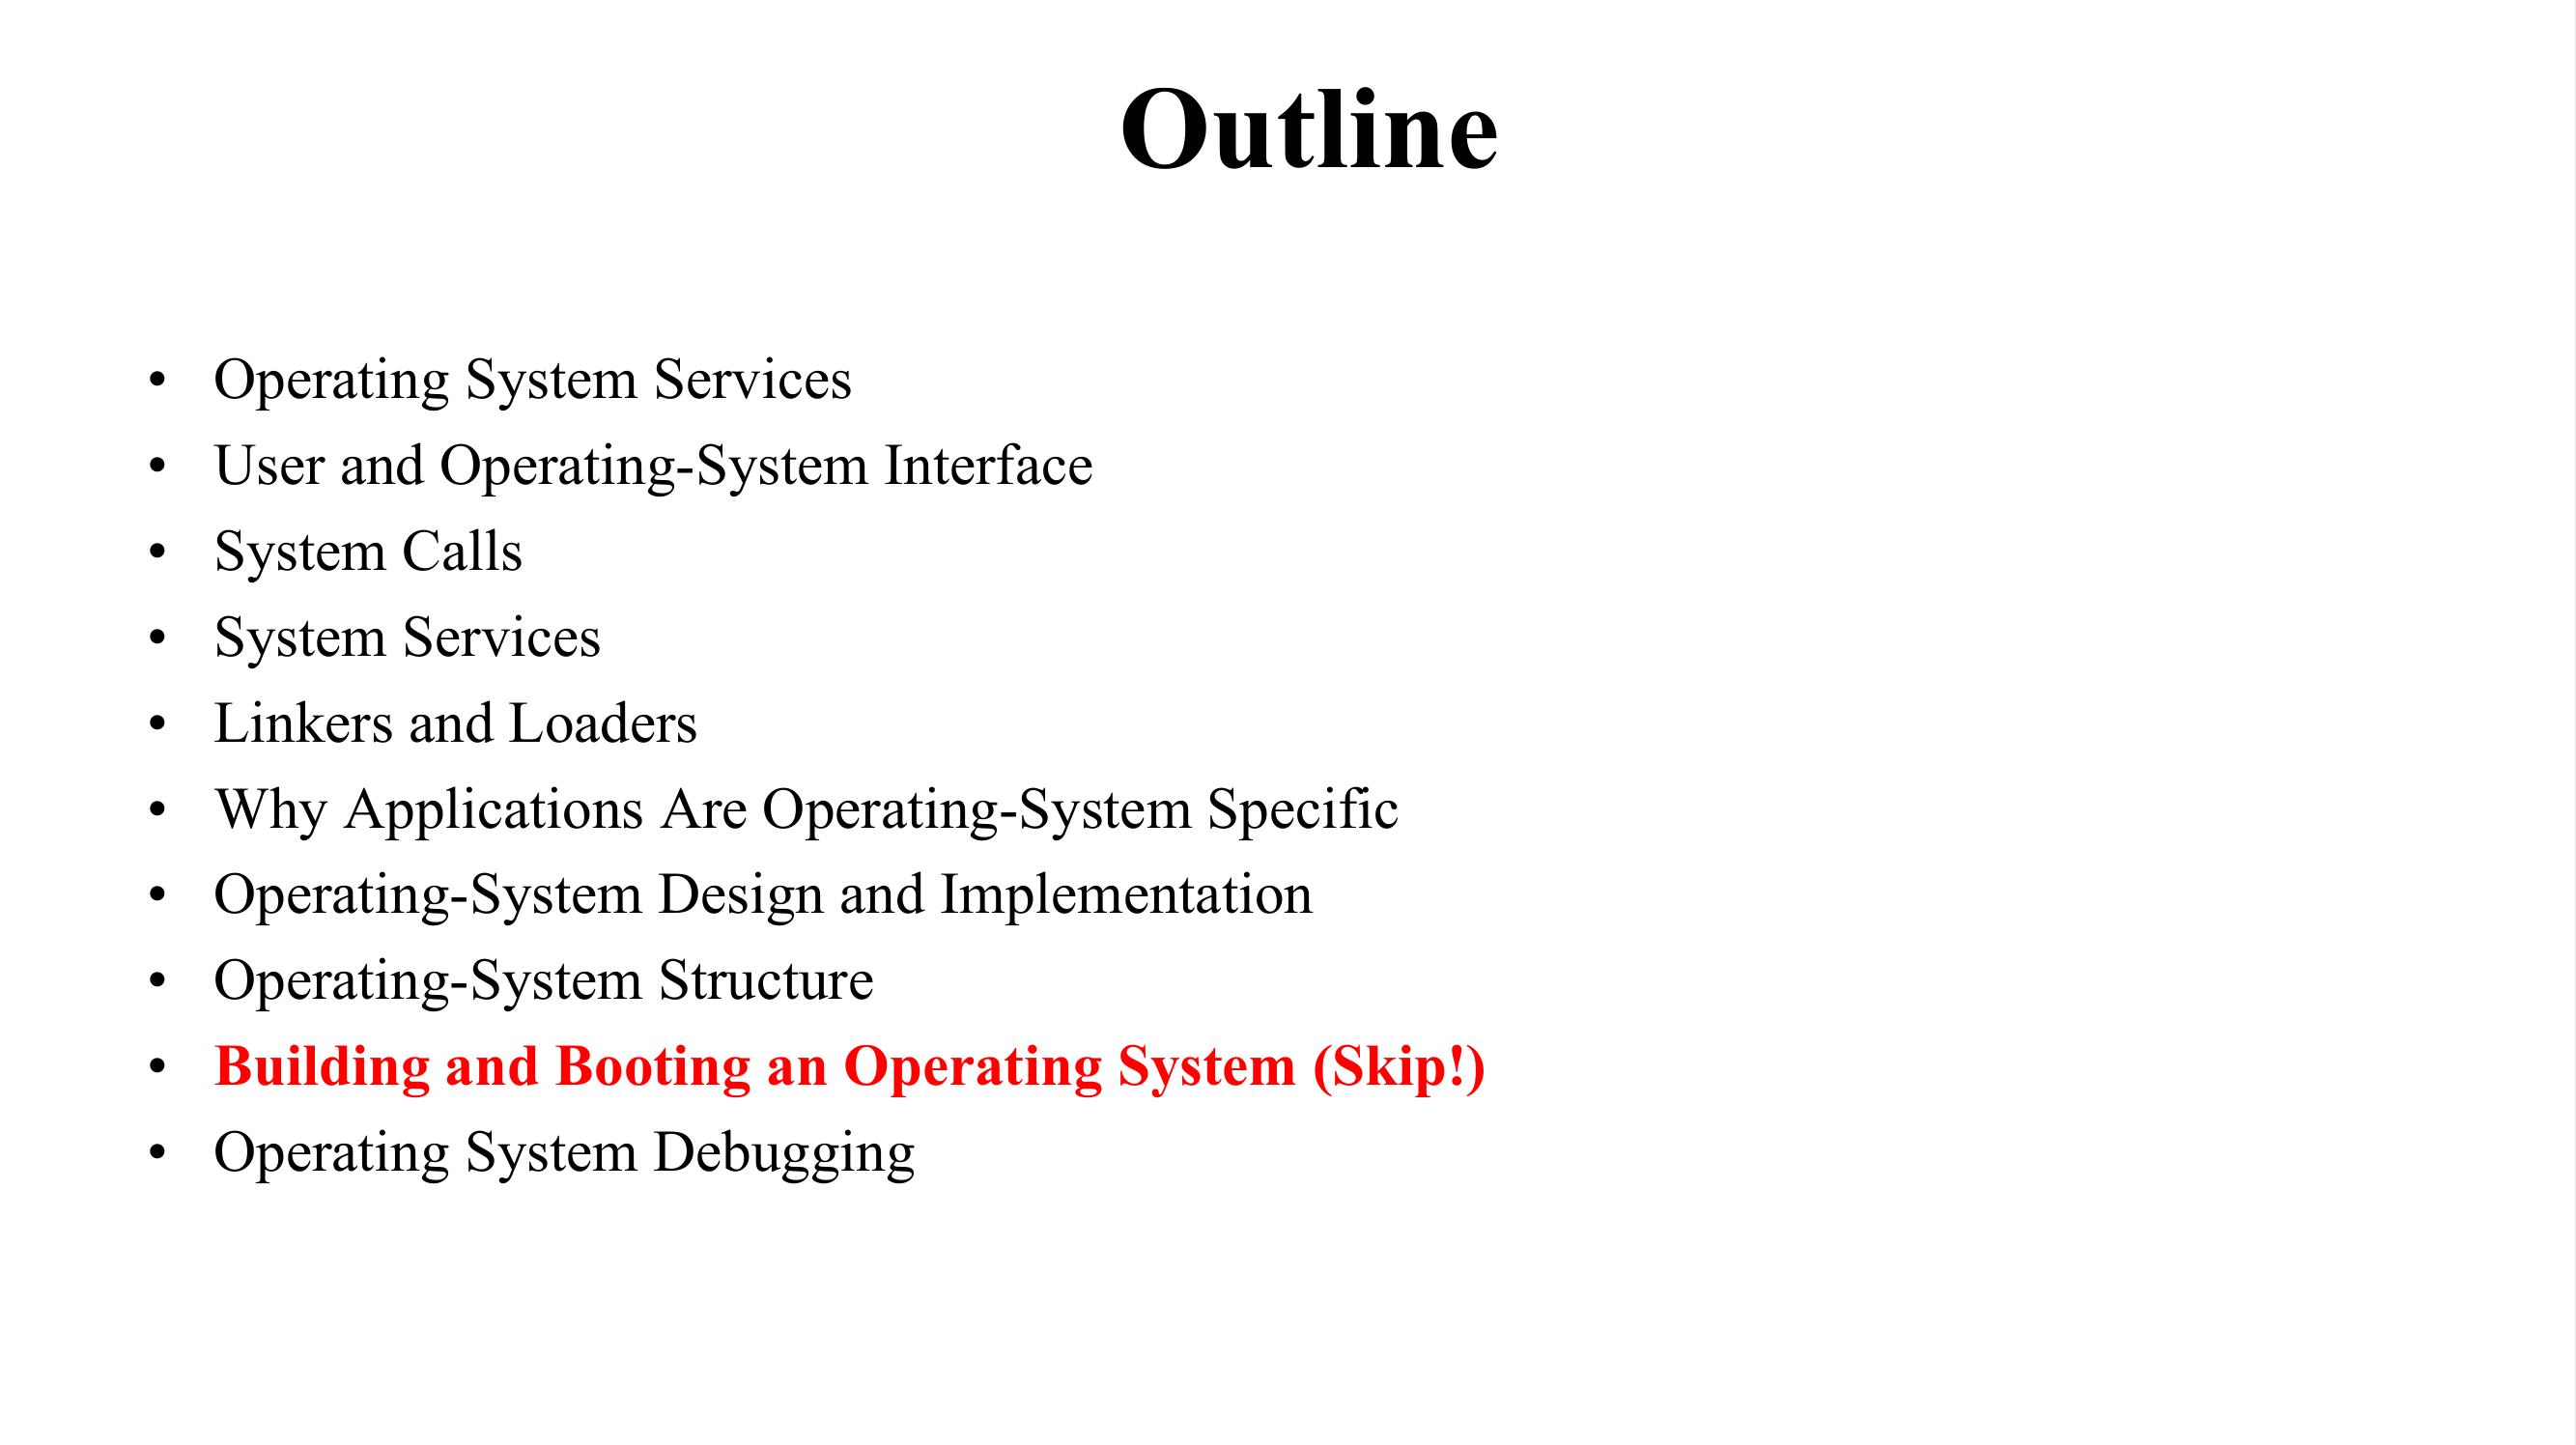 Outline
• Operating System Services
• User and Operating-System Interface
• System Calls
• System Services
• Linkers and Loaders
• Why Applications Are Operating-System Specific
• Operating-System Design and Implementation
• Operating-System Structure
• Building and Booting an Operating System (Skip!)
• Operating System Debugging